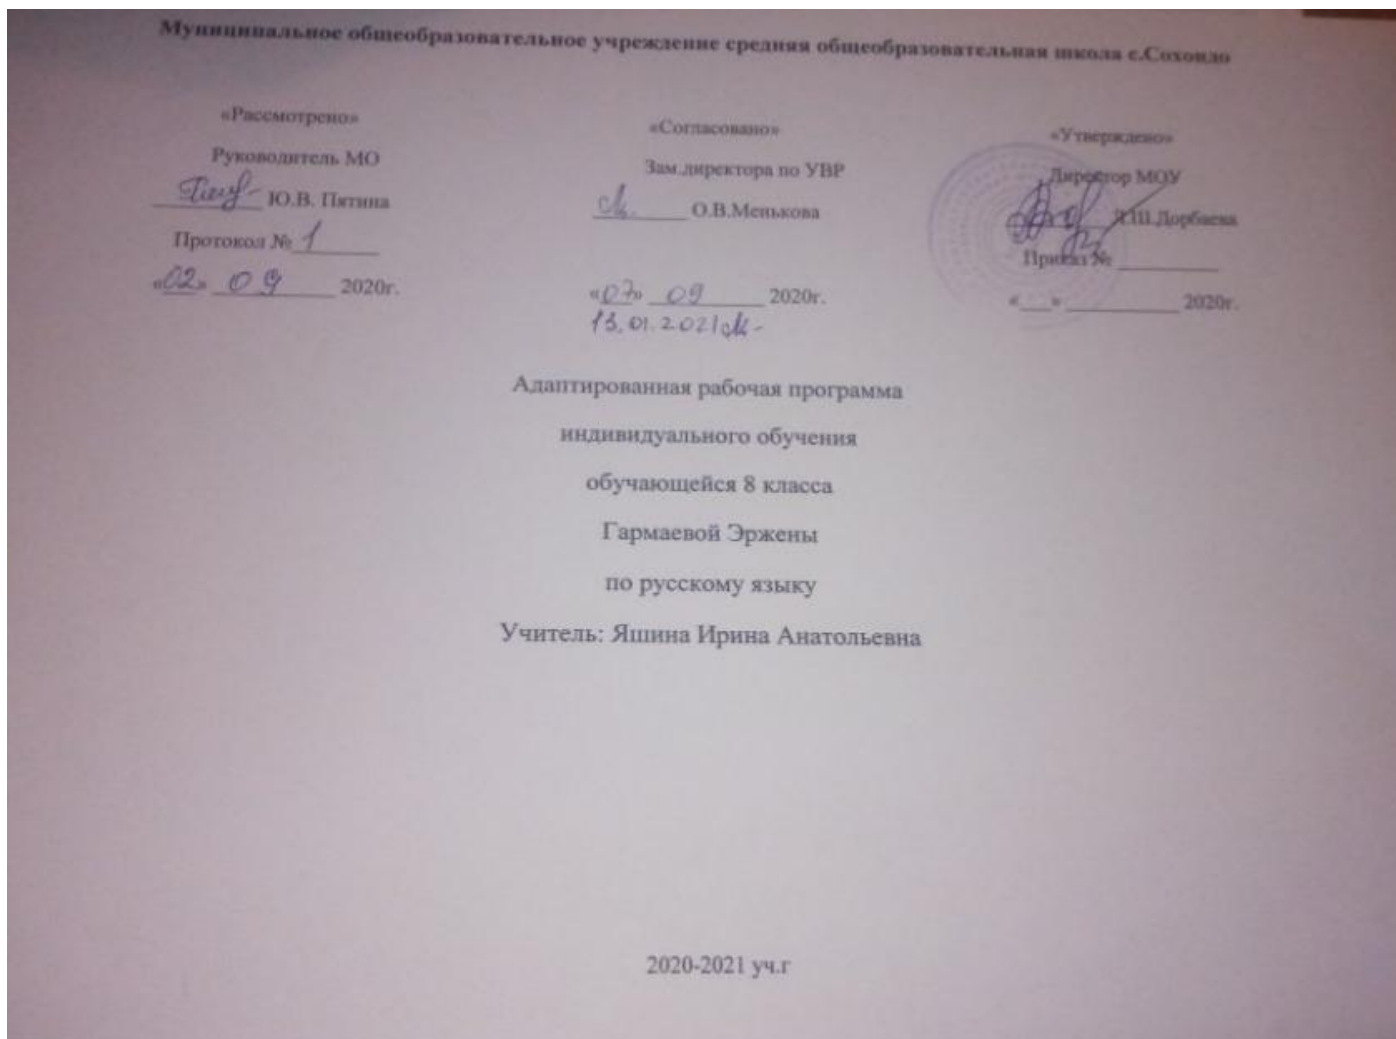 Муниципальное общеобразовательное учреждение средняя общеобразовательная школа с.Сохондо
«Рассмотрено»
Руководитель МО
Ю.В. Пятина
Протокол № 1
«02» 09 2020г.
«Согласовано»
Зам.директора по УВР
О.В.Менькова
«07» 09 2020г.
13.01.2021
«Утверждено»
Директор МОУ
Д.Ш.Дорбаева
Приказ №
« » 2020г.
Адаптированная рабочая программа
индивидуального обучения
обучающейся 8 класса
Гармаевой Эржены
по русскому языку
Учитель: Яшина Ирина Анатольевна
2020-2021 уч.г